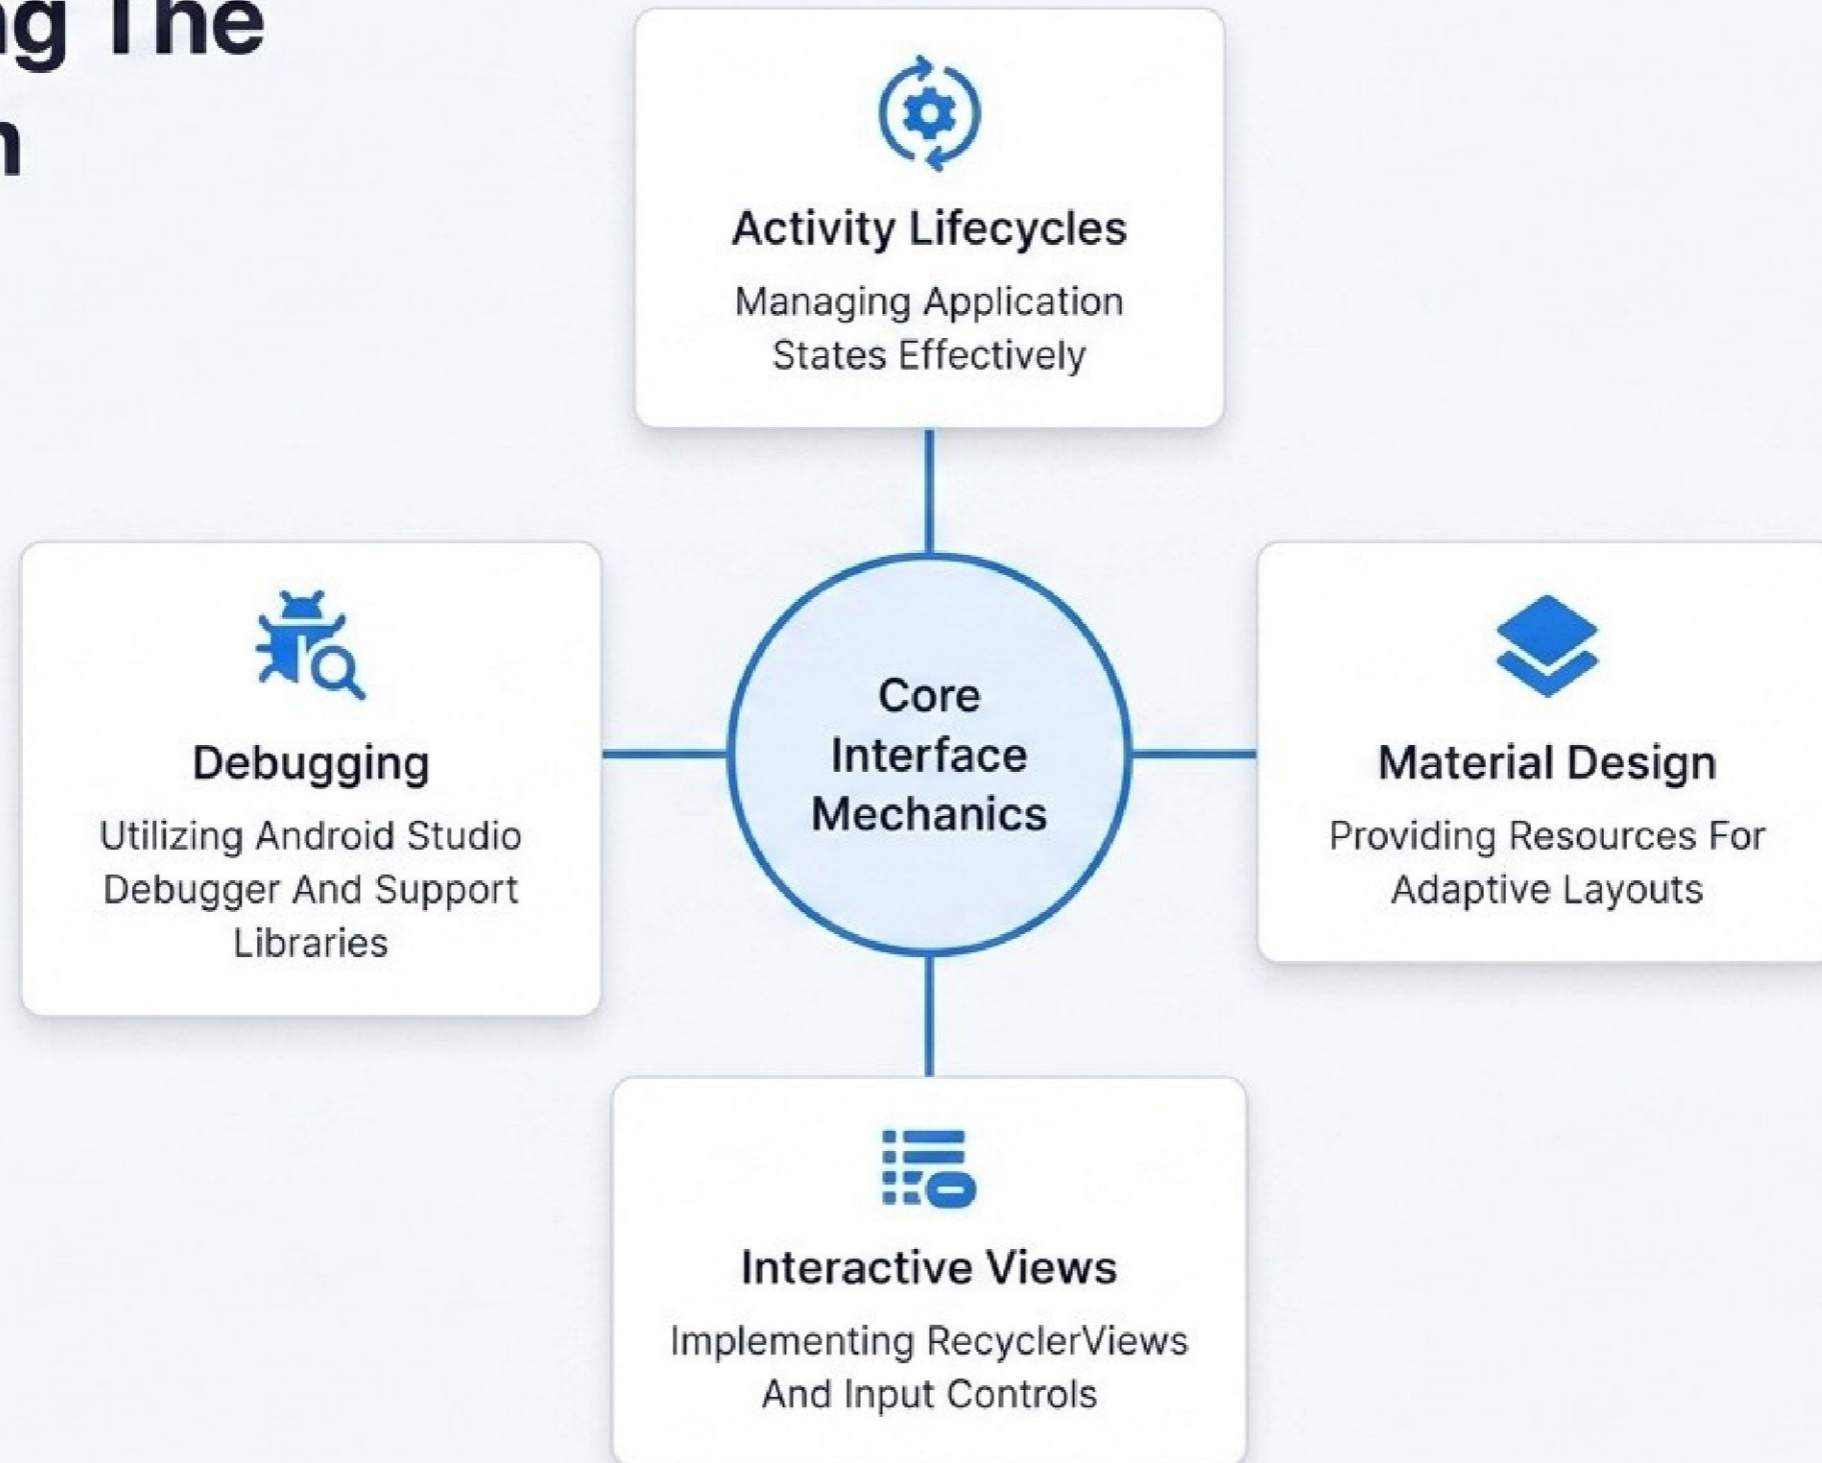 The
Activity Lifecycles
Managing Application
States Effectively
Debugging
Utilizing Android Studio
Debugger And Support
Libraries
Core
Interface
Mechanics
Material Design
Providing Resources For
Adaptive Layouts
Interactive Views
Implementing RecyclerViews
And Input Controls